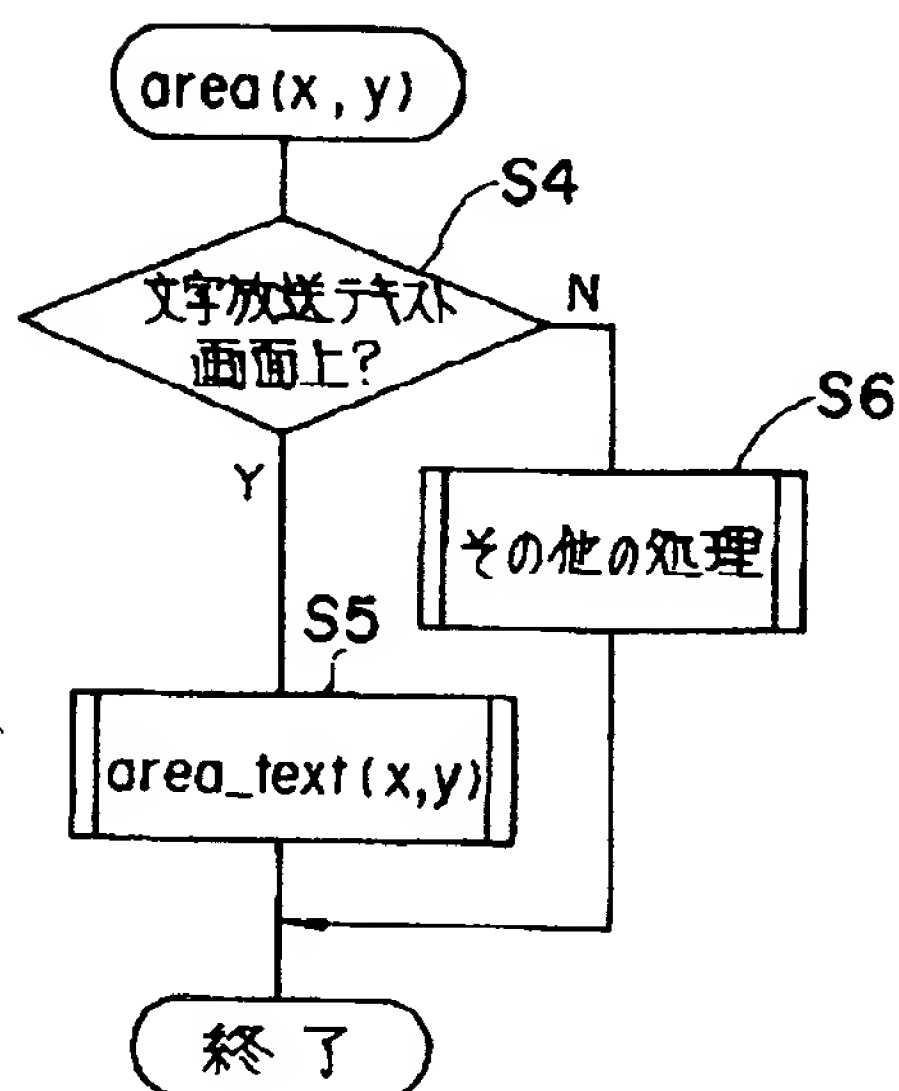 area(x, y)
S4
文字放送テキスト
画面上?
N
Y
S6
その他の処理
S5
area_text(x,y)
終了